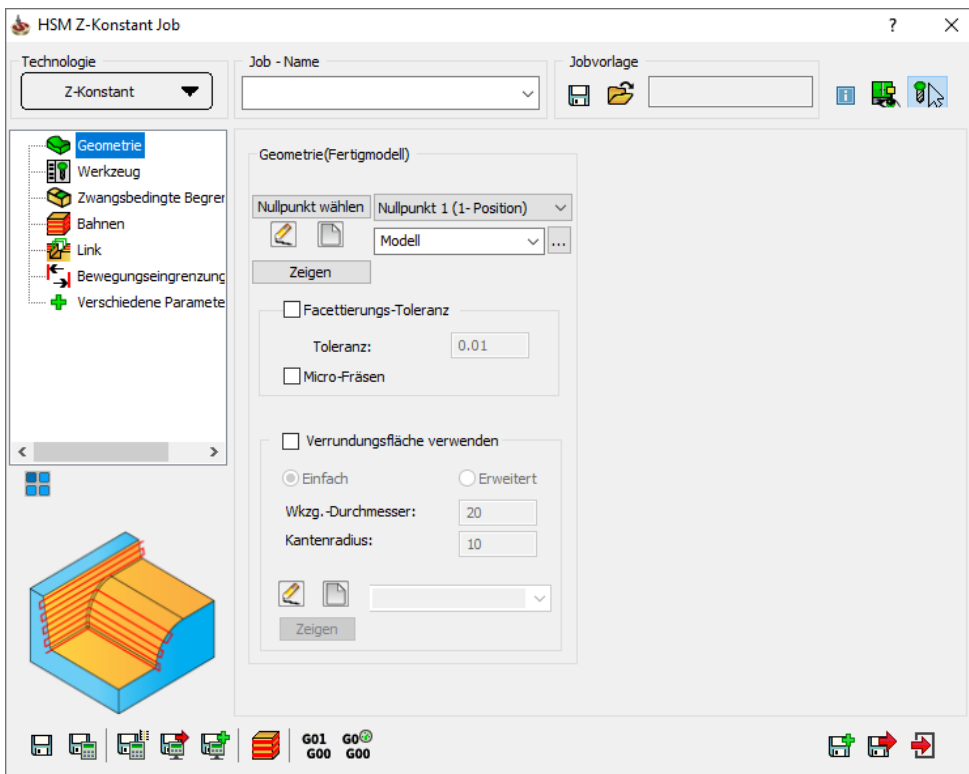 HSM Z-Konstant Job
?
Technologie
Job - Name
Jobvorlage
Z-Konstant
Geometrie
Werkzeug
Zwangsbedingte Begrer
Bahnen
Link
Bewegungseingrenzung
Verschiedene Paramete
Geometrie(Fertigmodell)
Nullpunkt wählen
Nullpunkt 1 (1- Position)
Modell
...
Zeigen
Facettierungs-Toleranz
Toleranz:
0.01
Micro-Fräsen
Verrundungsfläche verwenden
Einfach
Erweitert
Wkzg.-Durchmesser:
20
Kantenradius:
10
Zeigen
G01
G00
G0
G00